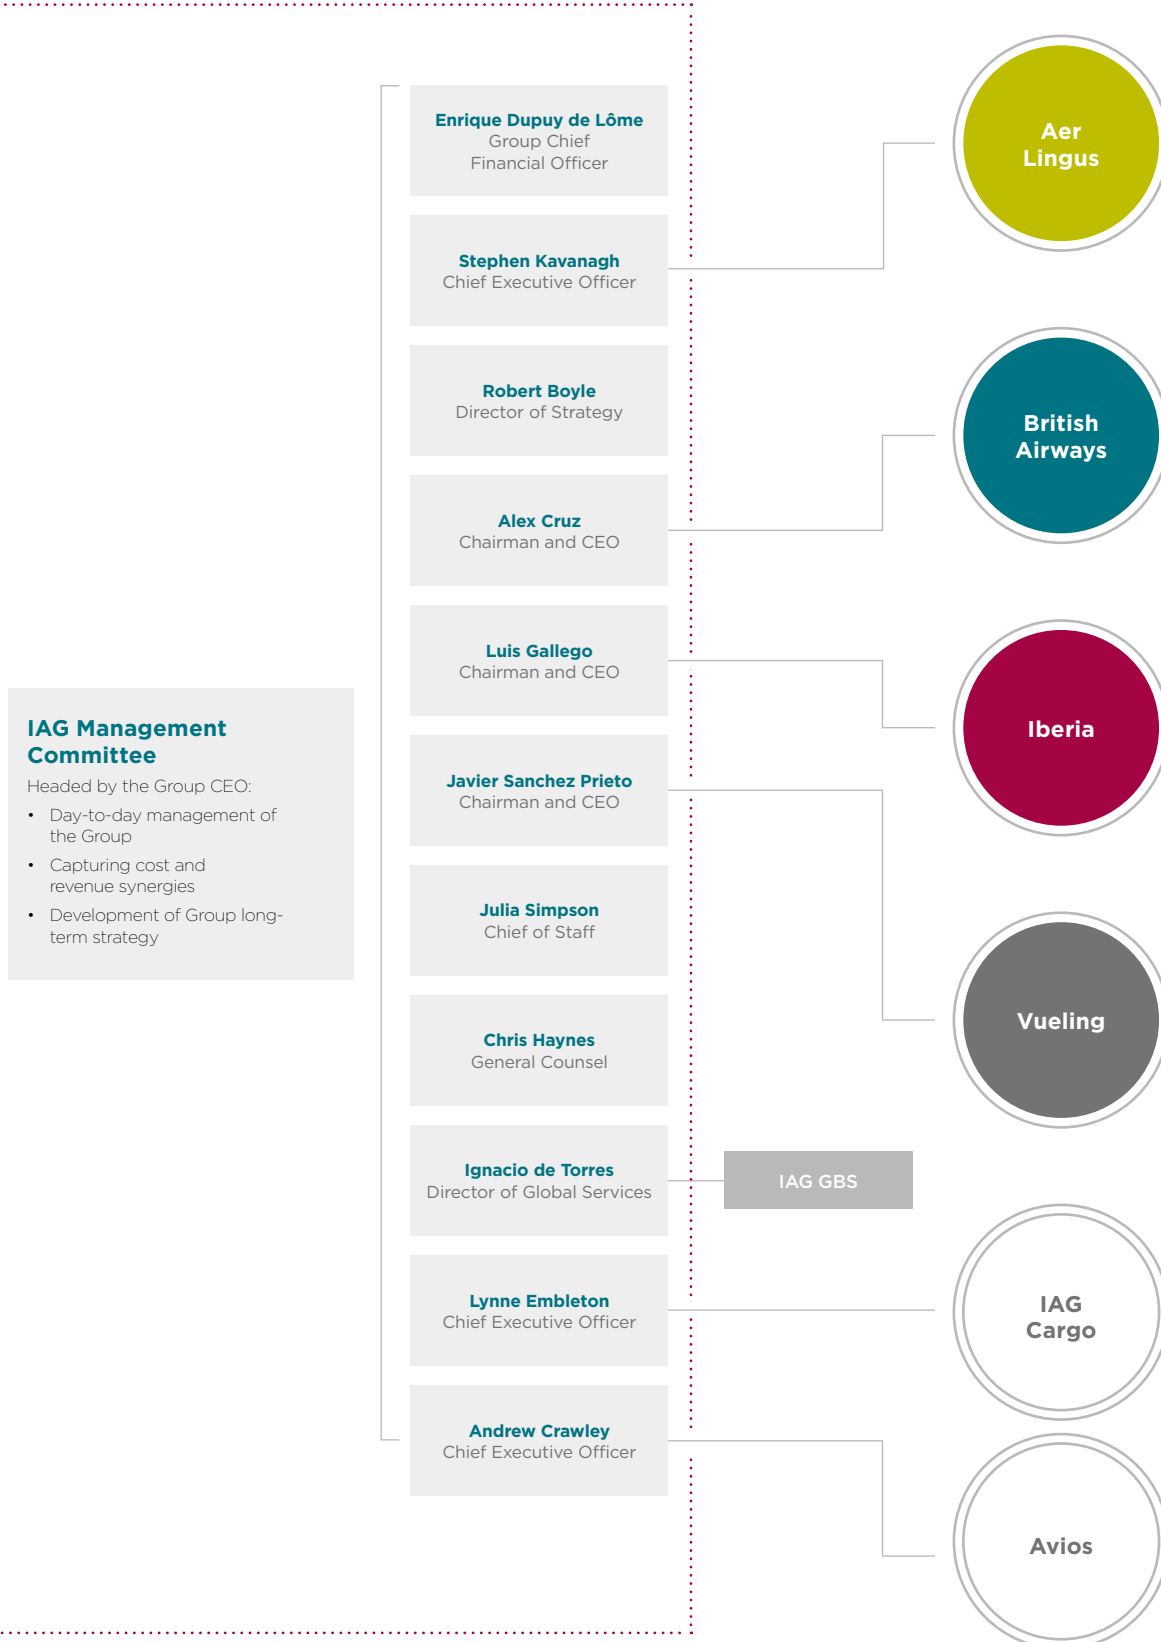 IAG Management
Committee
Headed by the Group CEO:
• Day-to-day management of
the Group
• Capturing cost and
revenue synergies
• Development of Group long-
term strategy
Enrique Dupuy de Lôme
Group Chief
Financial Officer
Stephen Kavanagh
Chief Executive Officer
Robert Boyle
Director of Strategy
Alex Cruz
Chairman and CEO
Luis Gallego
Chairman and CEO
Javier Sanchez Prieto
Chairman and CEO
Julia Simpson
Chief of Staff
Chris Haynes
General Counsel
Ignacio de Torres
Director of Global Services
Lynne Embleton
Chief Executive Officer
Andrew Crawley
Chief Executive Officer
IAG GBS
Aer
Lingus
British
Airways
Iberia
Vueling
IAG
Cargo
Avios